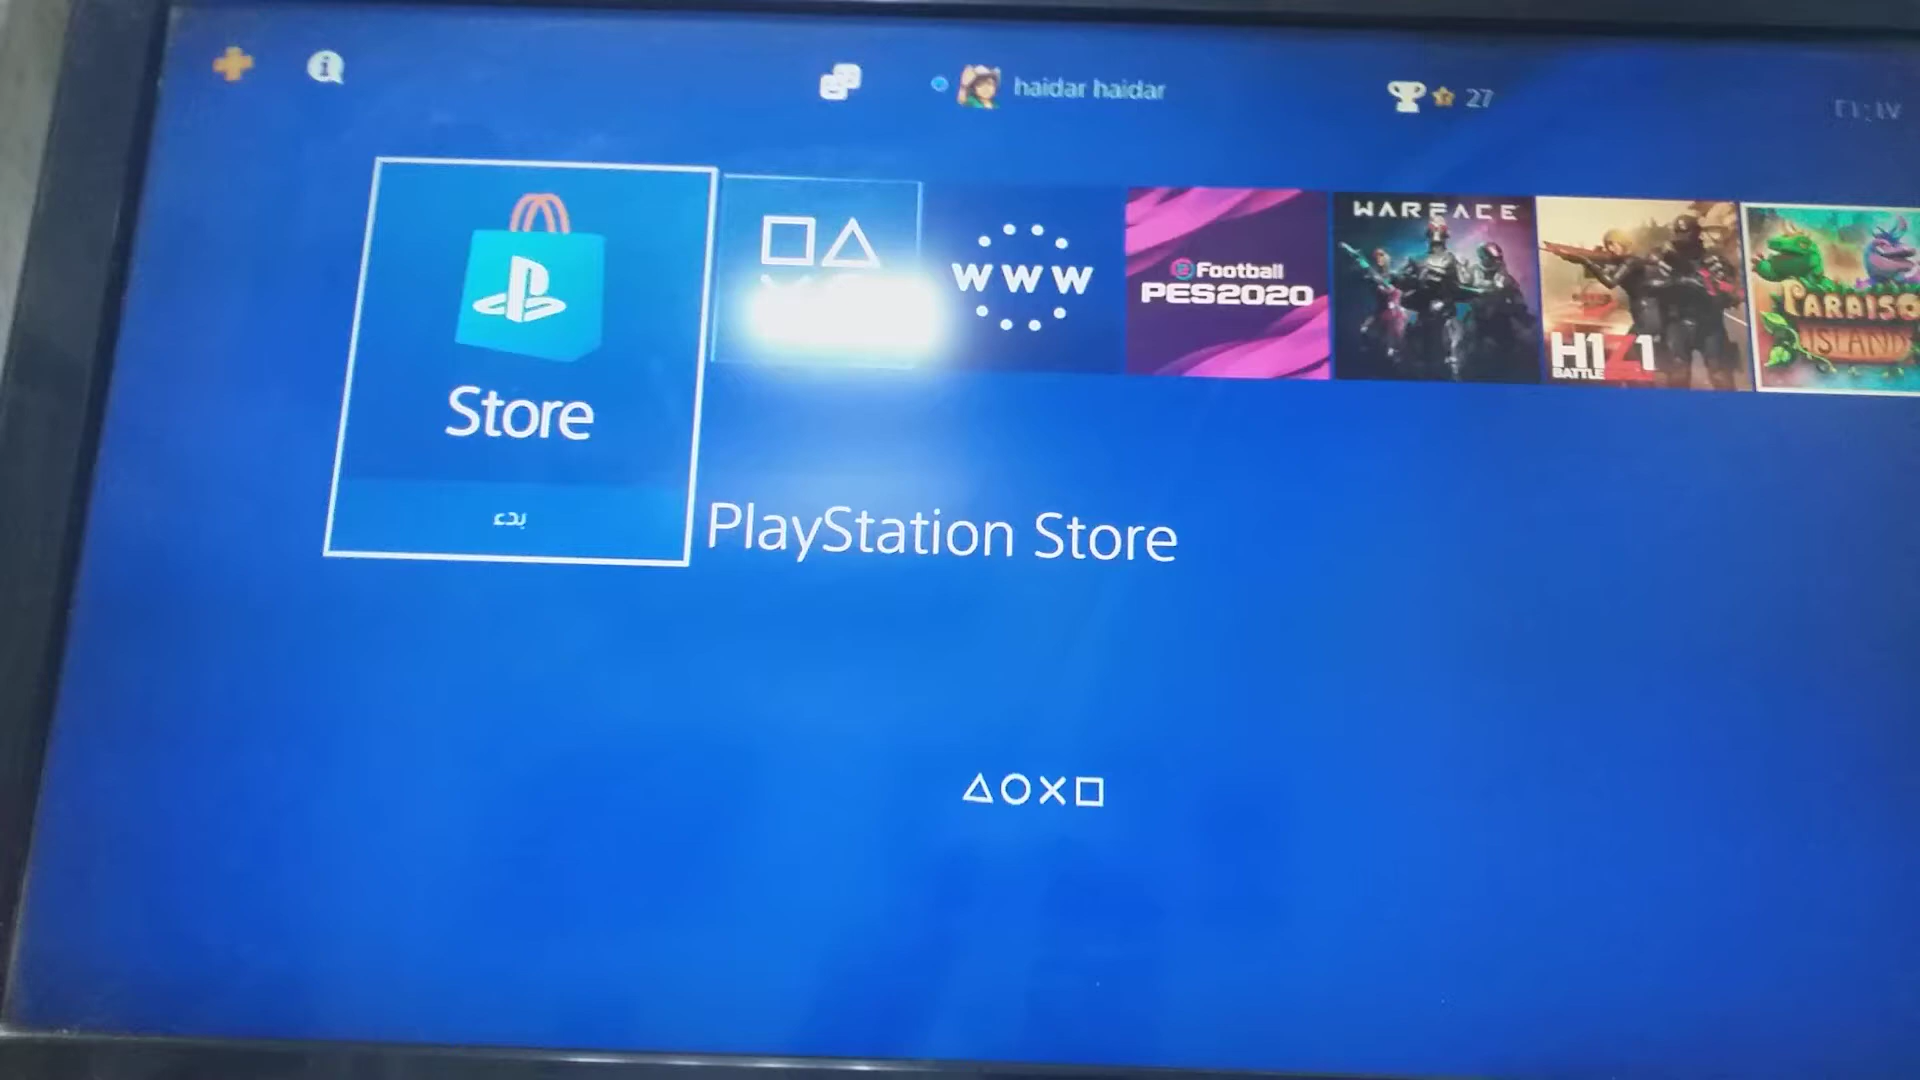 haidar haidar
27
Store
بدء
WWW
Football
PES2020
WARFACE
H1Z1
BATTLE
PARAISO
ISLAND
PlayStation Store